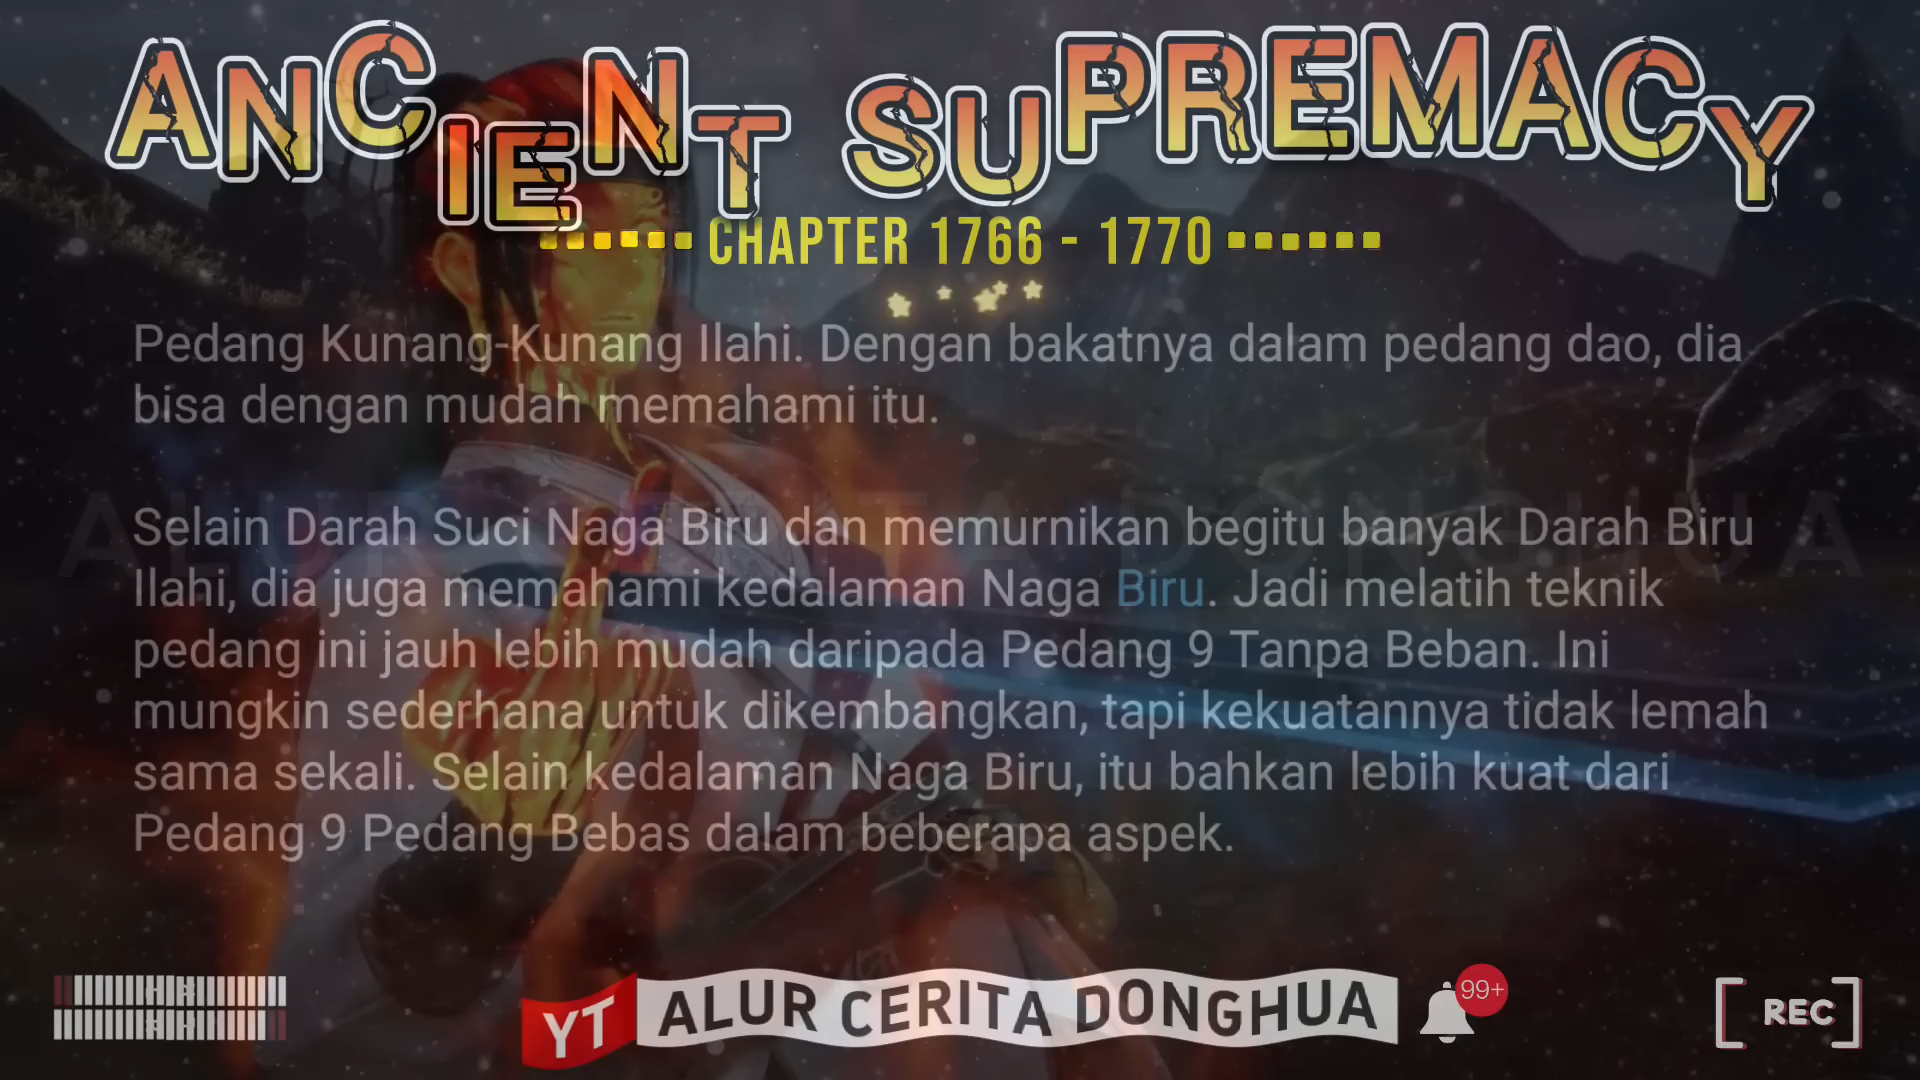 ANCIENT SUPREMACY
CHAPTER 1766 - 1770
Pedang Kunang-Kunang Ilahi. Dengan bakatnya dalam pedang dao, dia
bisa dengan mudah memahami itu.
Selain Darah Suci Naga Biru dan memurnikan begitu banyak Darah Biru
Ilahi, dia juga memahami kedalaman Naga Biru. Jadi melatih teknik
pedang ini jauh lebih mudah daripada Pedang 9 Tanpa Beban. Ini
mungkin sederhana untuk dikembangkan, tapi kekuatannya tidak lemah
sama sekali. Selain kedalaman Naga Biru, itu bahkan lebih kuat dari
Pedang 9 Pedang Bebas dalam beberapa aspek.
ALUR CERITA DONGHUA
YT ALUR CERITA DONGHUA 99+
[ REC ]